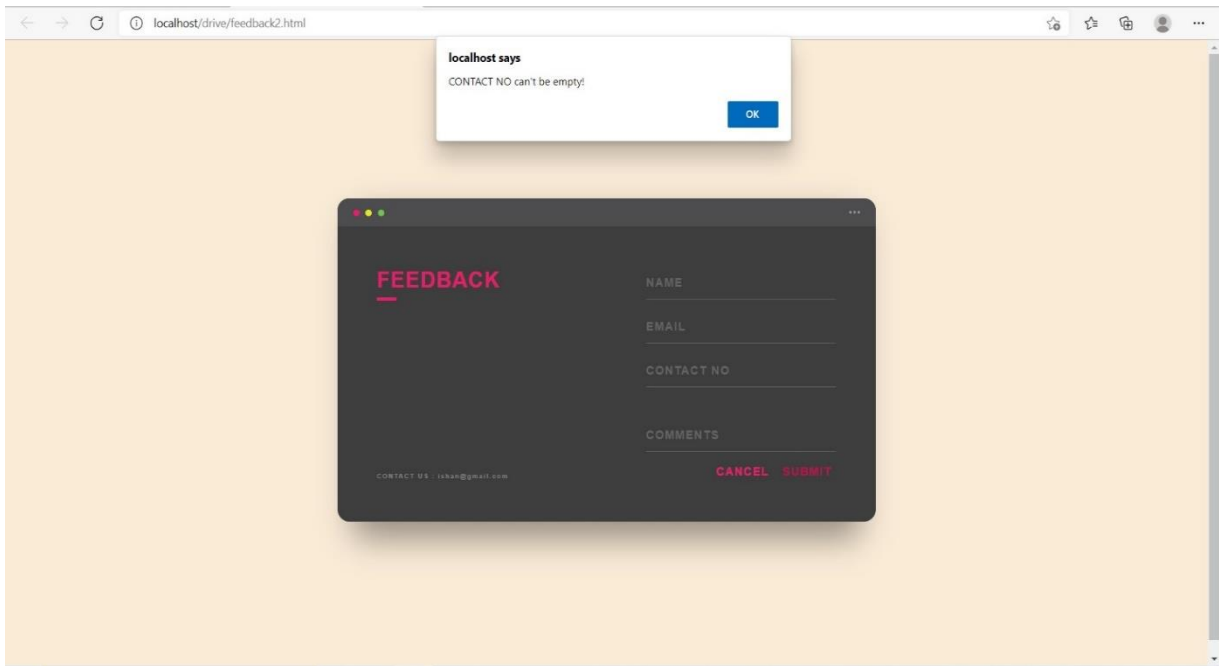 localhost/drive/feedback2.html
localhost says
CONTACT NO can't be empty!
OK
FEEDBACK
NAME
EMAIL
CONTACT NO
COMMENTS
CANCEL SUBMIT
CONTACT US : ishan@gmail.com